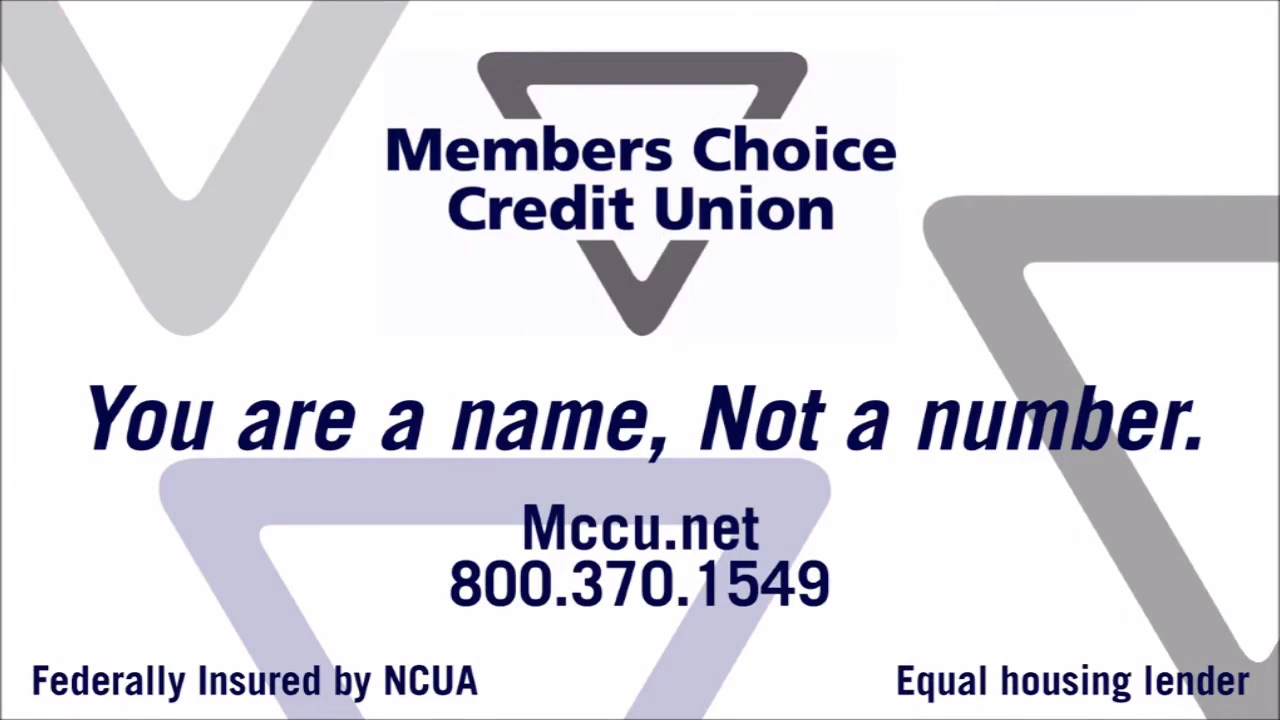 Members Choice
Credit Union
You are a name, Not a number.
Mccu.net
800.370.1549
Federally Insured by NCUA
Equal housing lender